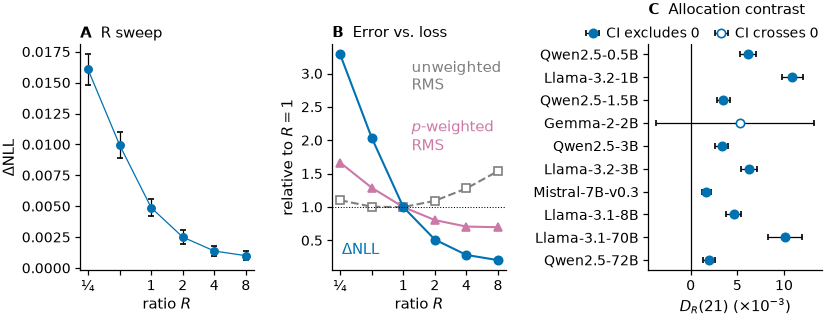 A R sweep
0.0175
0.0150
0.0125
0.0100
0.0075
0.0050
0.0025
0.0000
ΔNLL
¼ 1 2 4 8
ratio R
B Error vs. loss
3.0
2.5
2.0
1.5
1.0
0.5
relative to R = 1
unweighted
RMS
p-weighted
RMS
ΔNLL
¼ 1 2 4 8
ratio R
C Allocation contrast
CI excludes 0 CI crosses 0
Qwen2.5-0.5B
Llama-3.2-1B
Qwen2.5-1.5B
Gemma-2-2B
Qwen2.5-3B
Llama-3.2-3B
Mistral-7B-v0.3
Llama-3.1-8B
Llama-3.1-70B
Qwen2.5-72B
0 5 10
D_R(21) (×10⁻³)